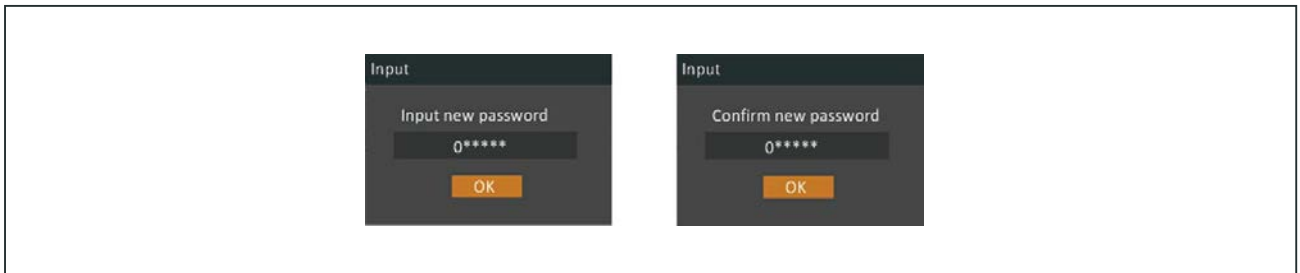 Input
Input new password
0*****
OK
Input
Confirm new password
0*****
OK